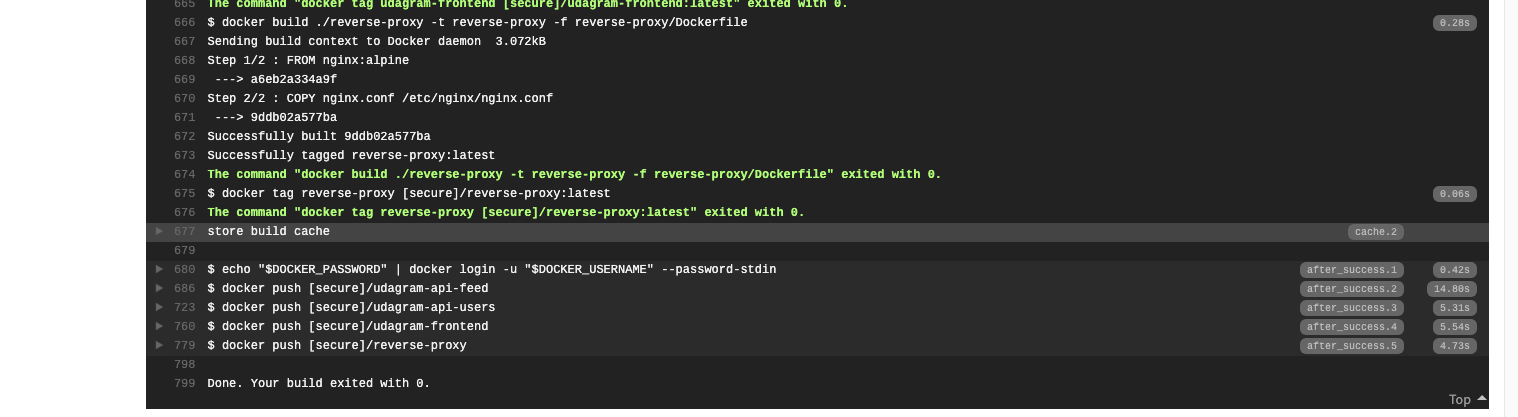 665 The command "docker tag udagram-frontend [secure]/udagram-frontend:latest" exited with 0.
666 $ docker build ./reverse-proxy -t reverse-proxy -f reverse-proxy/Dockerfile 0.28s
667 Sending build context to Docker daemon  3.072kB
668 Step 1/2 : FROM nginx:alpine
669  ---> a6eb2a334a9f
670 Step 2/2 : COPY nginx.conf /etc/nginx/nginx.conf
671  ---> 9ddb02a577ba
672 Successfully built 9ddb02a577ba
673 Successfully tagged reverse-proxy:latest
674 The command "docker build ./reverse-proxy -t reverse-proxy -f reverse-proxy/Dockerfile" exited with 0.
675 $ docker tag reverse-proxy [secure]/reverse-proxy:latest 0.06s
676 The command "docker tag reverse-proxy [secure]/reverse-proxy:latest" exited with 0.
677 store build cache cache.2
679
680 $ echo "$DOCKER_PASSWORD" | docker login -u "$DOCKER_USERNAME" --password-stdin after_success.1 0.42s
686 $ docker push [secure]/udagram-api-feed after_success.2 14.80s
723 $ docker push [secure]/udagram-api-users after_success.3 5.31s
760 $ docker push [secure]/udagram-frontend after_success.4 5.54s
779 $ docker push [secure]/reverse-proxy after_success.5 4.73s
798
799 Done. Your build exited with 0.
Top